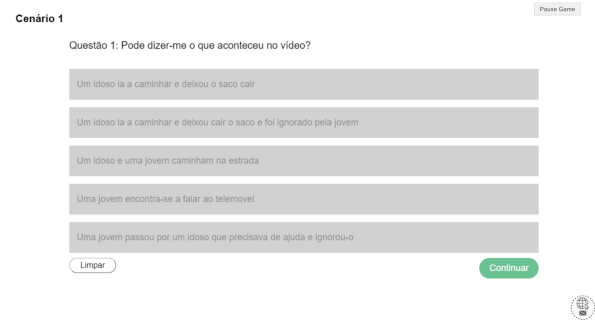 Pause Game
Cenário 1
Questão 1: Pode dizer-me o que aconteceu no vídeo?
Um idoso ia a caminhar e deixou o saco cair
Um idoso ia a caminhar e deixou cair o saco e foi ignorado pela jovem
Um idoso e uma jovem caminham na estrada
Uma jovem encontra-se a falar ao telemovel
Uma jovem passou por um idoso que precisava de ajuda e ignorou-o
Limpar
Continuar